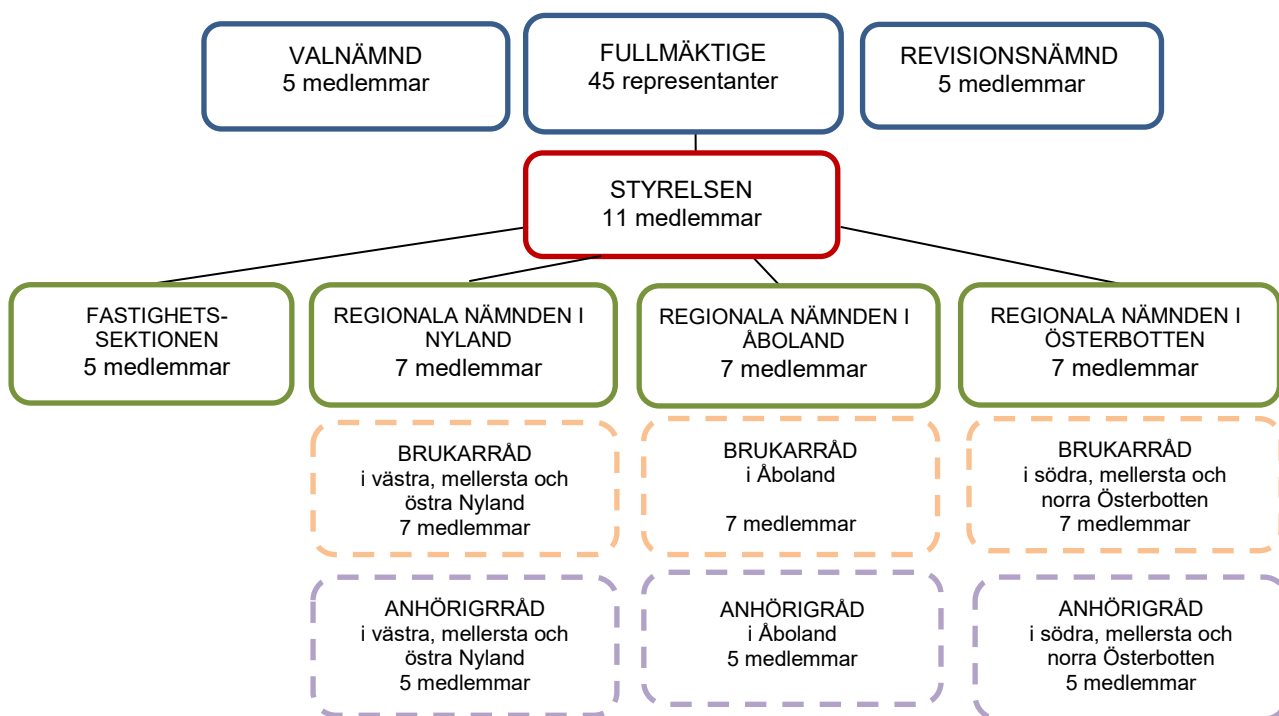 VALNÄMND
5 medlemmar
FULLMÄKTIGE
45 representanter
REVISIONSNÄMND
5 medlemmar
STYRELSEN
11 medlemmar
FASTIGHETS-
SEKTIONEN
5 medlemmar
REGIONALA NÄMNDEN I
NYLAND
7 medlemmar
REGIONALA NÄMNDEN I
ÅBOLAND
7 medlemmar
REGIONALA NÄMNDEN I
ÖSTERBOTTEN
7 medlemmar
BRUKARRÅD
i västra, mellersta och
östra Nyland
7 medlemmar
BRUKARRÅD
i Åboland
7 medlemmar
BRUKARRÅD
i södra, mellersta och
norra Österbotten
7 medlemmar
ANHÖRIGRRÅD
i västra, mellersta och
östra Nyland
5 medlemmar
ANHÖRIGRÅD
i Åboland
5 medlemmar
ANHÖRIGRÅD
i södra, mellersta och
norra Österbotten
5 medlemmar